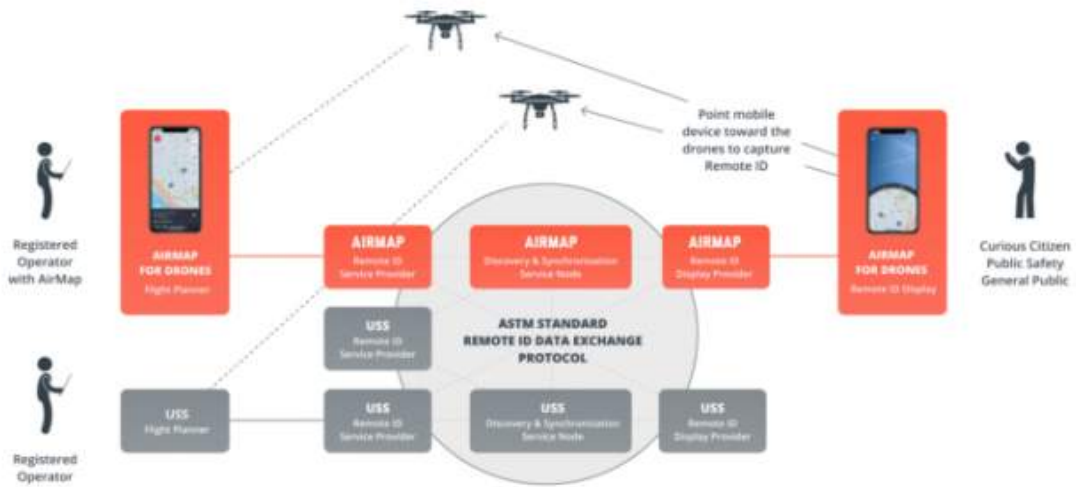 Point mobile
device toward the
drones to capture
Remote ID
Registered
Operator
with AirMap
AIRMAP
FOR DRONES
Flight Planner
AIRMAP
Remote ID
Service Provider
AIRMAP
Discovery & Synchronization
Service Node
AIRMAP
Remote ID
Display Provider
AIRMAP
FOR DRONES
Remote ID Display
Curious Citizen
Public Safety
General Public
USS
Remote ID
Service Provider
ASTM STANDARD
REMOTE ID DATA EXCHANGE
PROTOCOL
USS
Flight Planner
USS
Remote ID
Service Provider
USS
Discovery & Synchronization
Service Node
USS
Remote ID
Display Provider
Registered
Operator